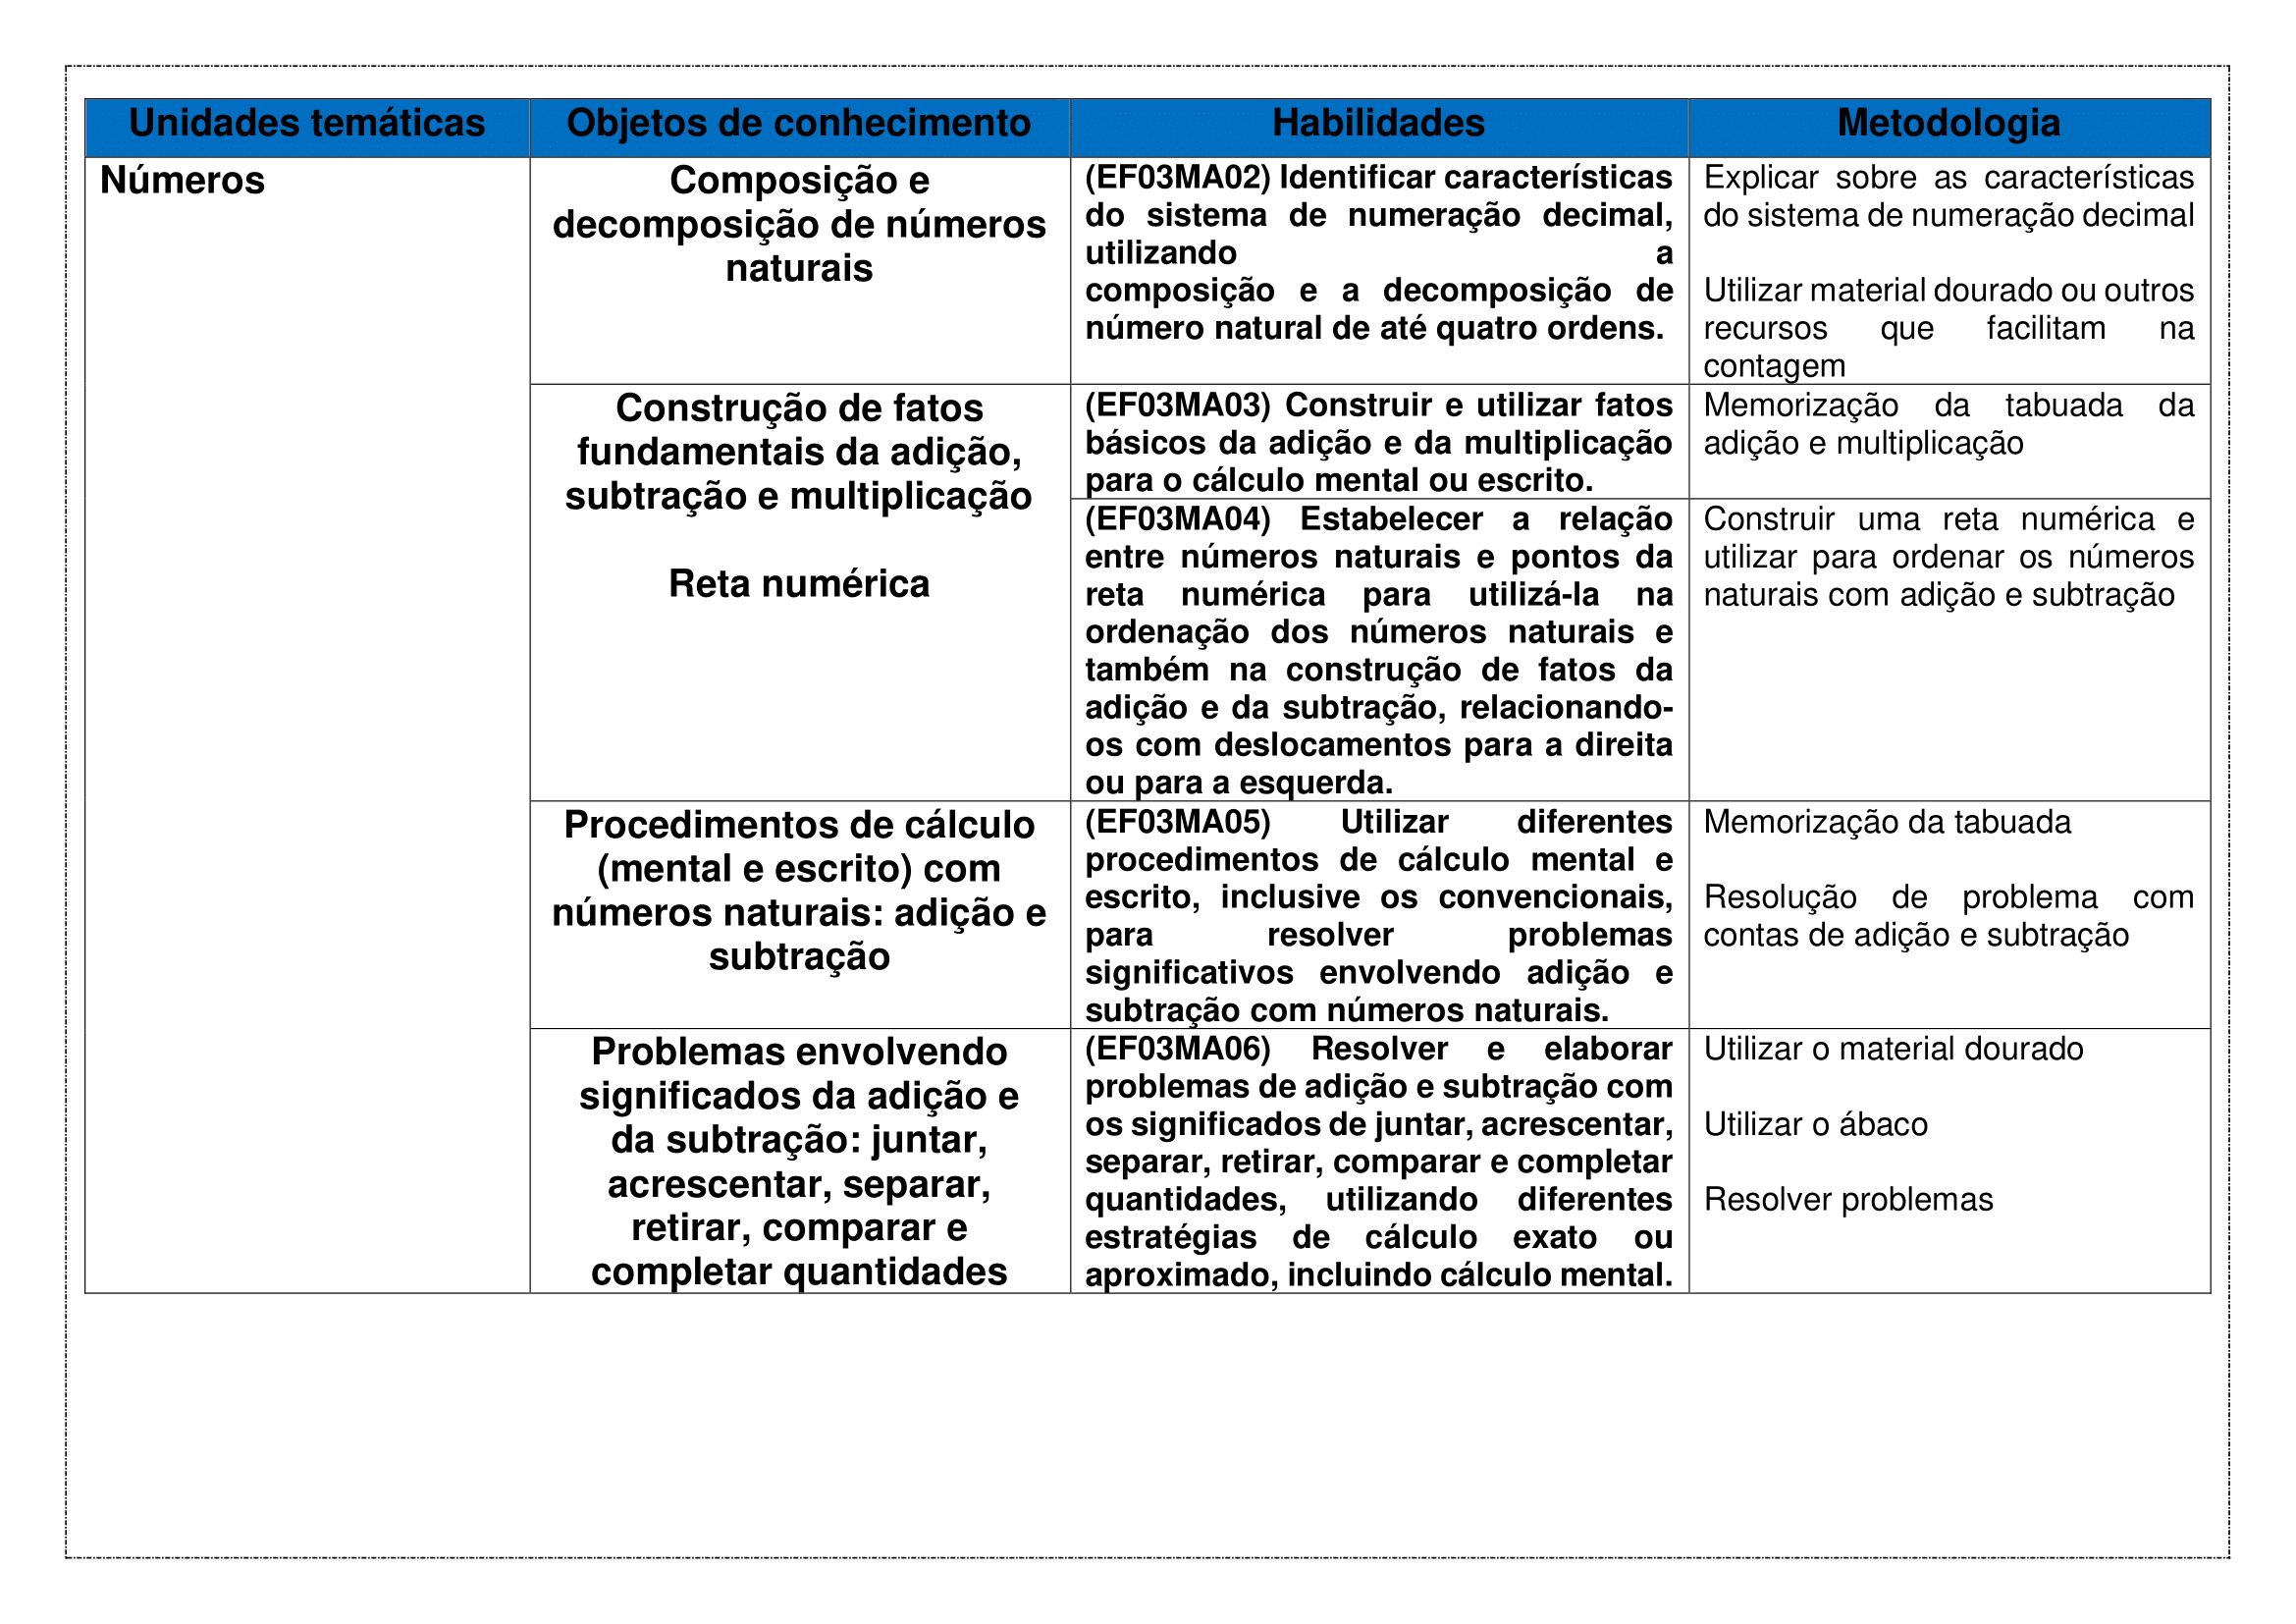 Unidades temáticas
Objetos de conhecimento
Habilidades
Metodologia
Números
Composição e
decomposição de números
naturais
(EF03MA02) Identificar características
do sistema de numeração decimal,
utilizando a
composição e a decomposição de
número natural de até quatro ordens.
Explicar sobre as características
do sistema de numeração decimal
Utilizar material dourado ou outros
recursos que facilitam na
contagem
Construção de fatos
fundamentais da adição,
subtração e multiplicação
Reta numérica
(EF03MA03) Construir e utilizar fatos
básicos da adição e da multiplicação
para o cálculo mental ou escrito.
Memorização da tabuada da
adição e multiplicação
(EF03MA04) Estabelecer a relação
entre números naturais e pontos da
reta numérica para utilizá-la na
ordenação dos números naturais e
também na construção de fatos da
adição e da subtração, relacionando-
os com deslocamentos para a direita
ou para a esquerda.
Construir uma reta numérica e
utilizar para ordenar os números
naturais com adição e subtração
Procedimentos de cálculo
(mental e escrito) com
números naturais: adição e
subtração
(EF03MA05) Utilizar diferentes
procedimentos de cálculo mental e
escrito, inclusive os convencionais,
para resolver problemas
significativos envolvendo adição e
subtração com números naturais.
Memorização da tabuada
Resolução de problema com
contas de adição e subtração
Problemas envolvendo
significados da adição e
da subtração: juntar,
acrescentar, separar,
retirar, comparar e
completar quantidades
(EF03MA06) Resolver e elaborar
problemas de adição e subtração com
os significados de juntar, acrescentar,
separar, retirar, comparar e completar
quantidades, utilizando diferentes
estratégias de cálculo exato ou
aproximado, incluindo cálculo mental.
Utilizar o material dourado
Utilizar o ábaco
Resolver problemas